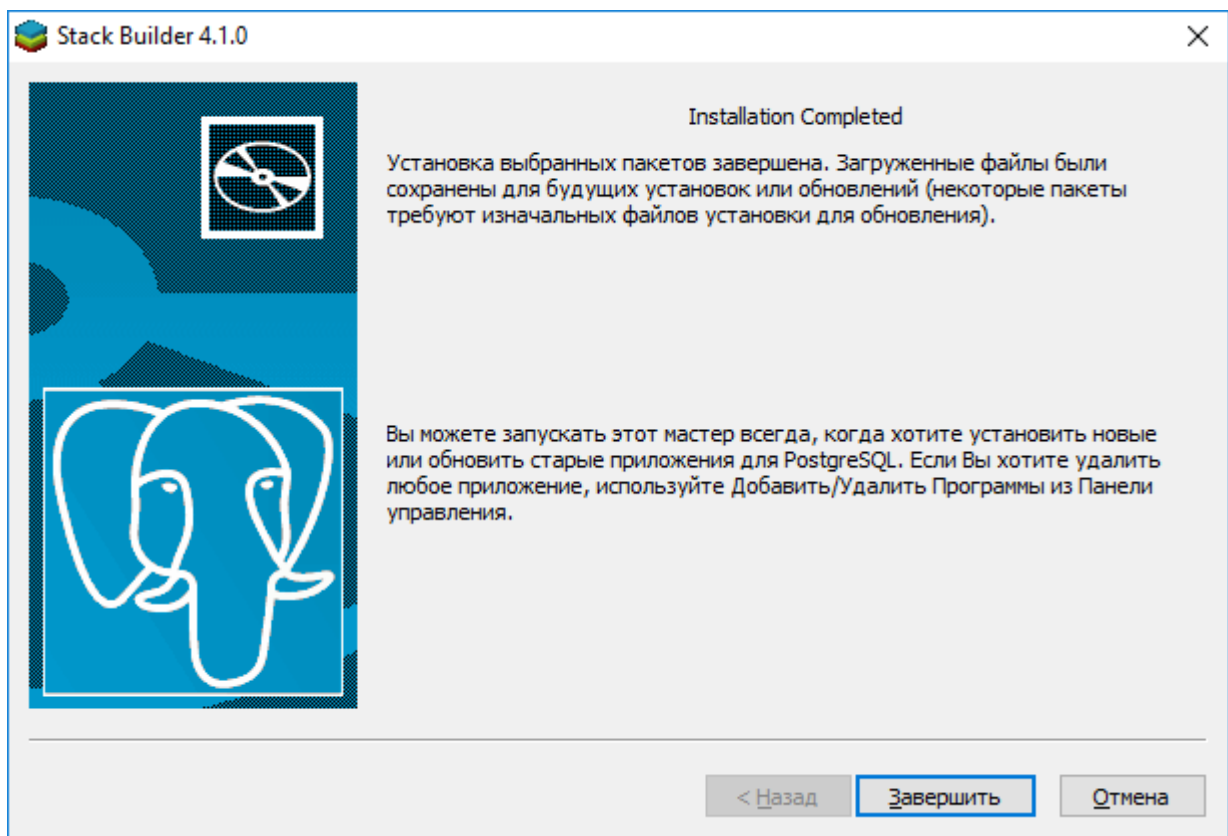 Stack Builder 4.1.0
Installation Completed
Установка выбранных пакетов завершена. Загруженные файлы были
сохранены для будущих установок или обновлений (некоторые пакеты
требуют изначальных файлов установки для обновления).
Вы можете запускать этот мастер всегда, когда хотите установить новые
или обновить старые приложения для PostgreSQL. Если Вы хотите удалить
любое приложение, используйте Добавить/Удалить Программы из Панели
управления.
< Назад
Завершить
Отмена